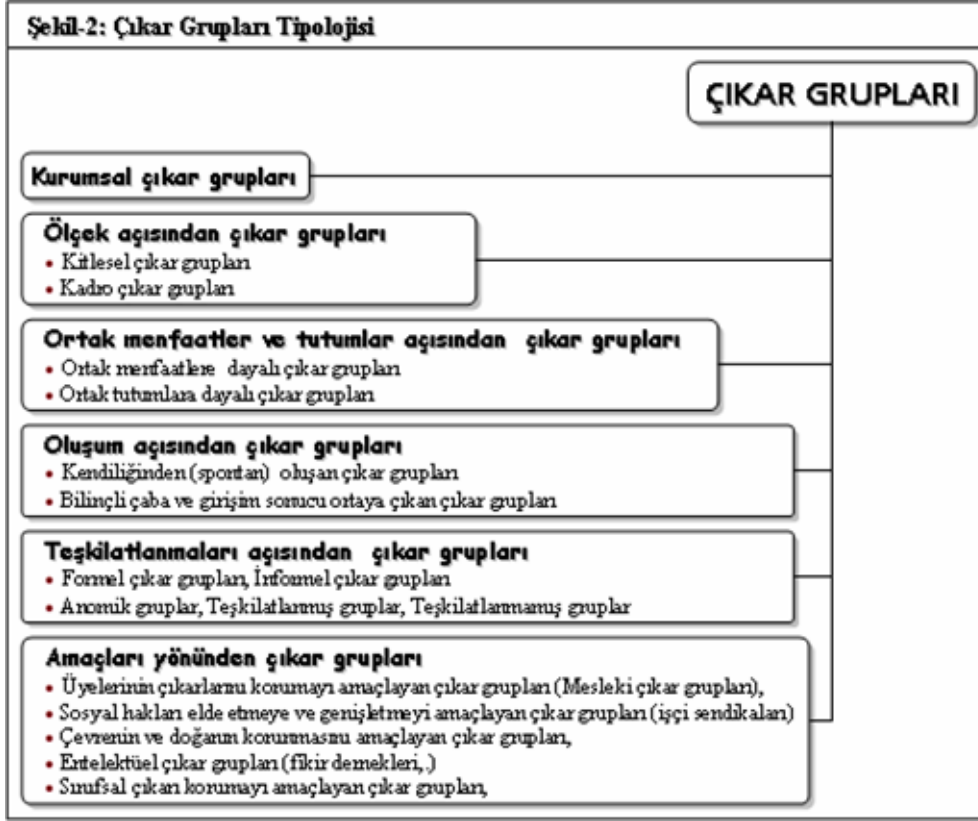 Şekil-2: Çıkar Grupları Tipolojisi
ÇIKAR GRUPLARI
Kurumsal çıkar grupları
Ölçek açısından çıkar grupları
• Kitlesel çıkar grupları
• Kadro çıkar grupları
Ortak menfaatler ve tutumlar açısından çıkar grupları
• Ortak menfaatlere dayalı çıkar grupları
• Ortak tutumlara dayalı çıkar grupları
Oluşum açısından çıkar grupları
• Kendiliğinden (spontan) oluşan çıkar grupları
• Bilinçli çaba ve girişim sonucu ortaya çıkan çıkar grupları
Teşkilatlanmaları açısından çıkar grupları
• Formel çıkar grupları, İnformel çıkar grupları
• Anomik gruplar, Teşkilatlanmış gruplar, Teşkilatlanmamış gruplar
Amaçları yönünden çıkar grupları
• Üyelerinin çıkarlarını korumayı amaçlayan çıkar grupları (Mesleki çıkar grupları),
• Sosyal hakları elde etmeye ve genişletmeyi amaçlayan çıkar grupları (işçi sendikaları)
• Çevrenin ve doğanın korunmasını amaçlayan çıkar grupları,
• Entelektüel çıkar grupları (fikir dernekleri, .)
• Sınıfsal çıkarı korumayı amaçlayan çıkar grupları,